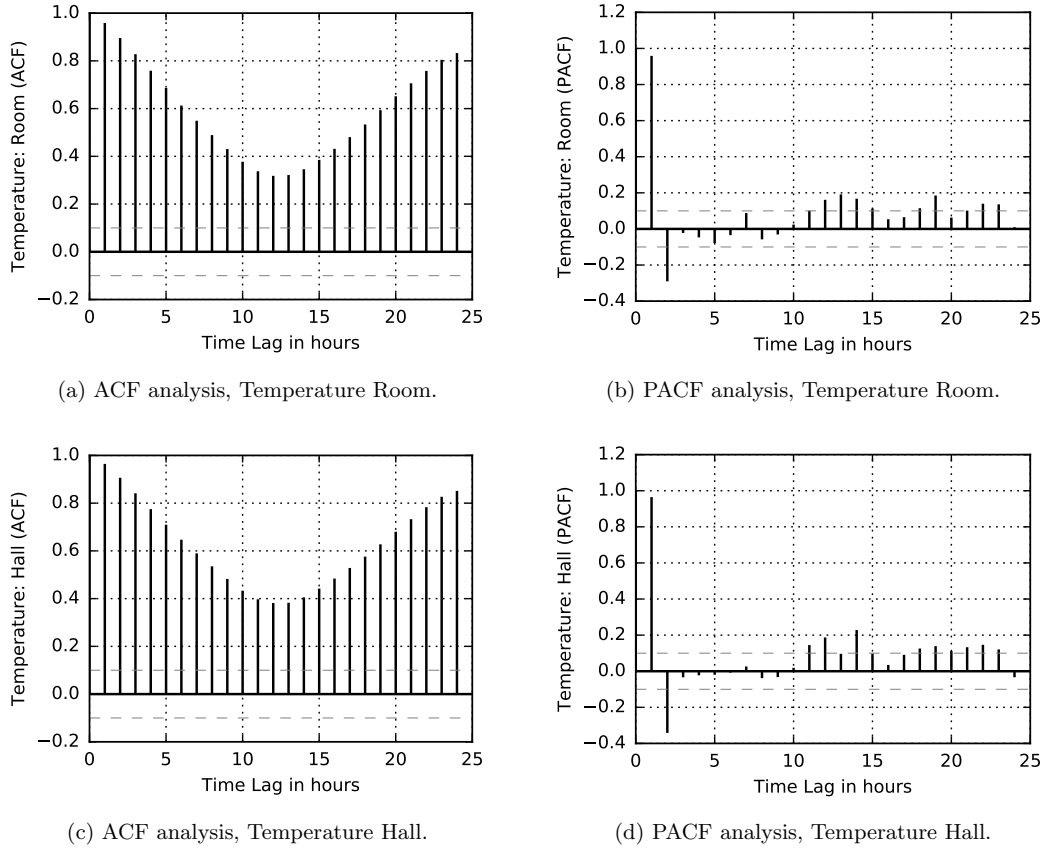 1.0
0.8
0.6
0.4
0.2
0.0
−0.2
0 5 10 15 20 25
Time Lag in hours
Temperature: Room (ACF)
(a) ACF analysis, Temperature Room.
1.2
1.0
0.8
0.6
0.4
0.2
0.0
−0.2
−0.4
0 5 10 15 20 25
Time Lag in hours
Temperature: Room (PACF)
(b) PACF analysis, Temperature Room.
1.0
0.8
0.6
0.4
0.2
0.0
−0.2
0 5 10 15 20 25
Time Lag in hours
Temperature: Hall (ACF)
(c) ACF analysis, Temperature Hall.
1.2
1.0
0.8
0.6
0.4
0.2
0.0
−0.2
−0.4
0 5 10 15 20 25
Time Lag in hours
Temperature: Hall (PACF)
(d) PACF analysis, Temperature Hall.